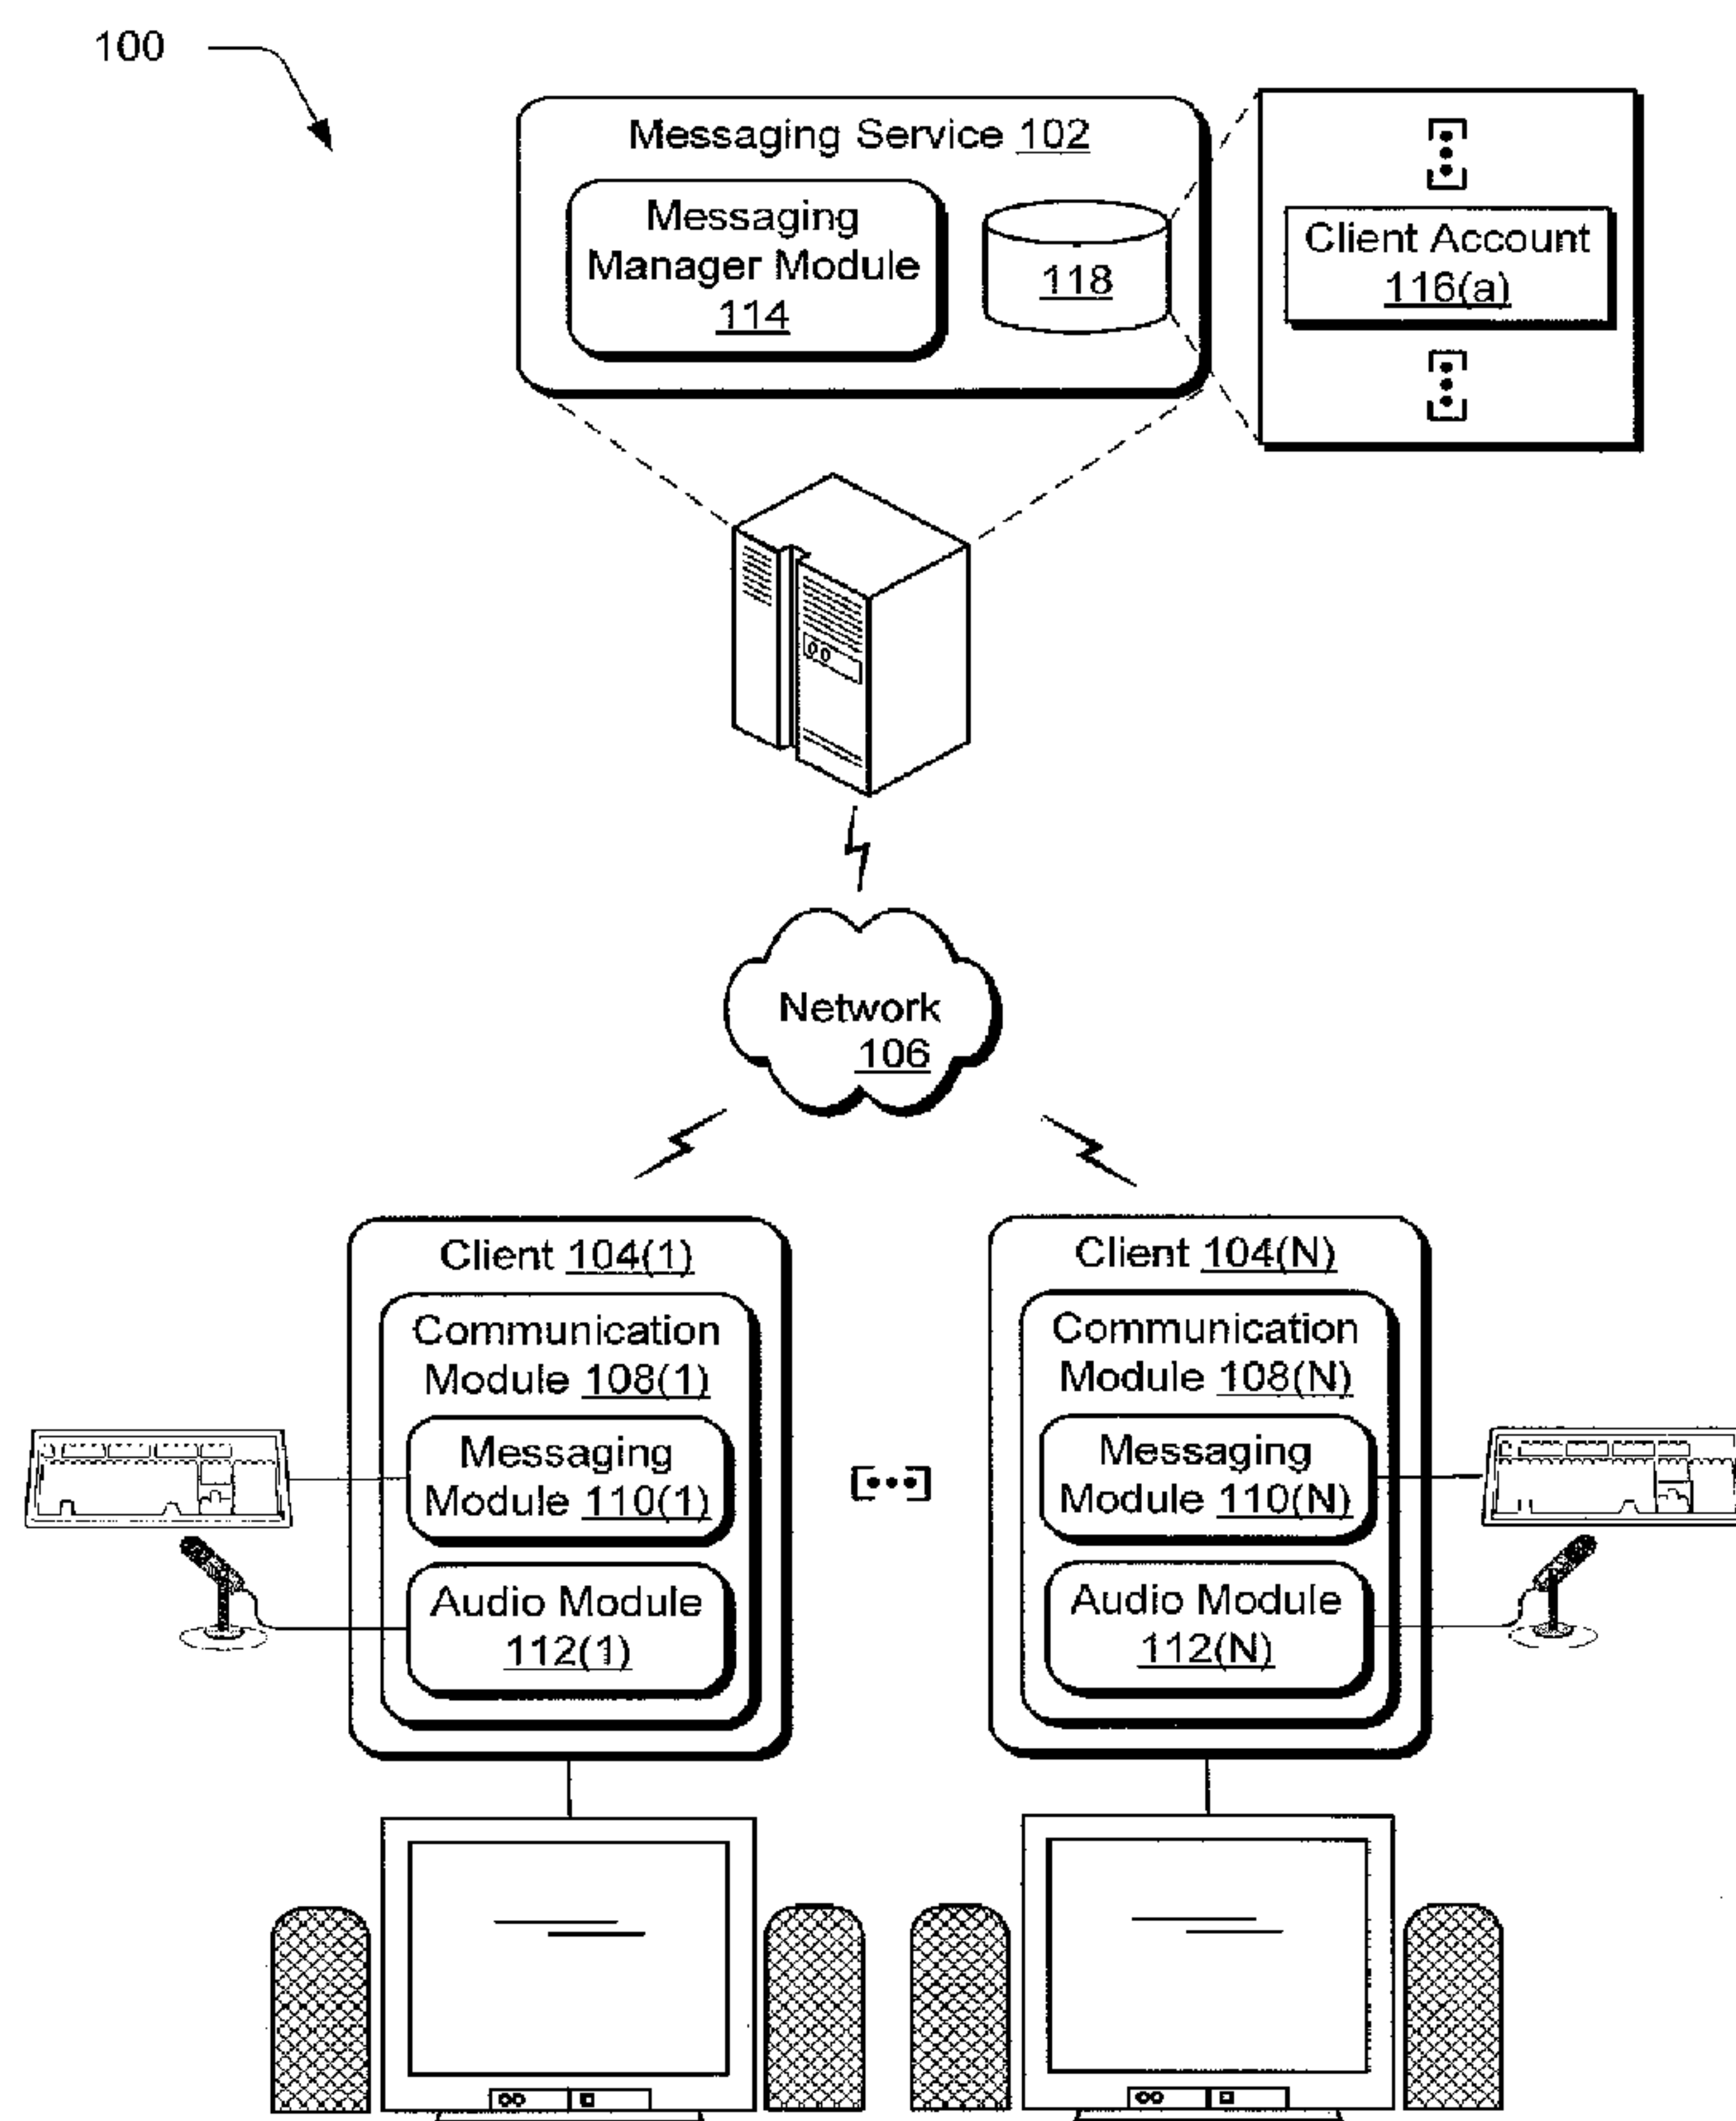 100
Messaging Service 102
Messaging
Manager Module
114
118
Client Account
116(a)
Network
106
Client 104(1)
Communication
Module 108(1)
Messaging
Module 110(1)
Audio Module
112(1)
Client 104(N)
Communication
Module 108(N)
Messaging
Module 110(N)
Audio Module
112(N)